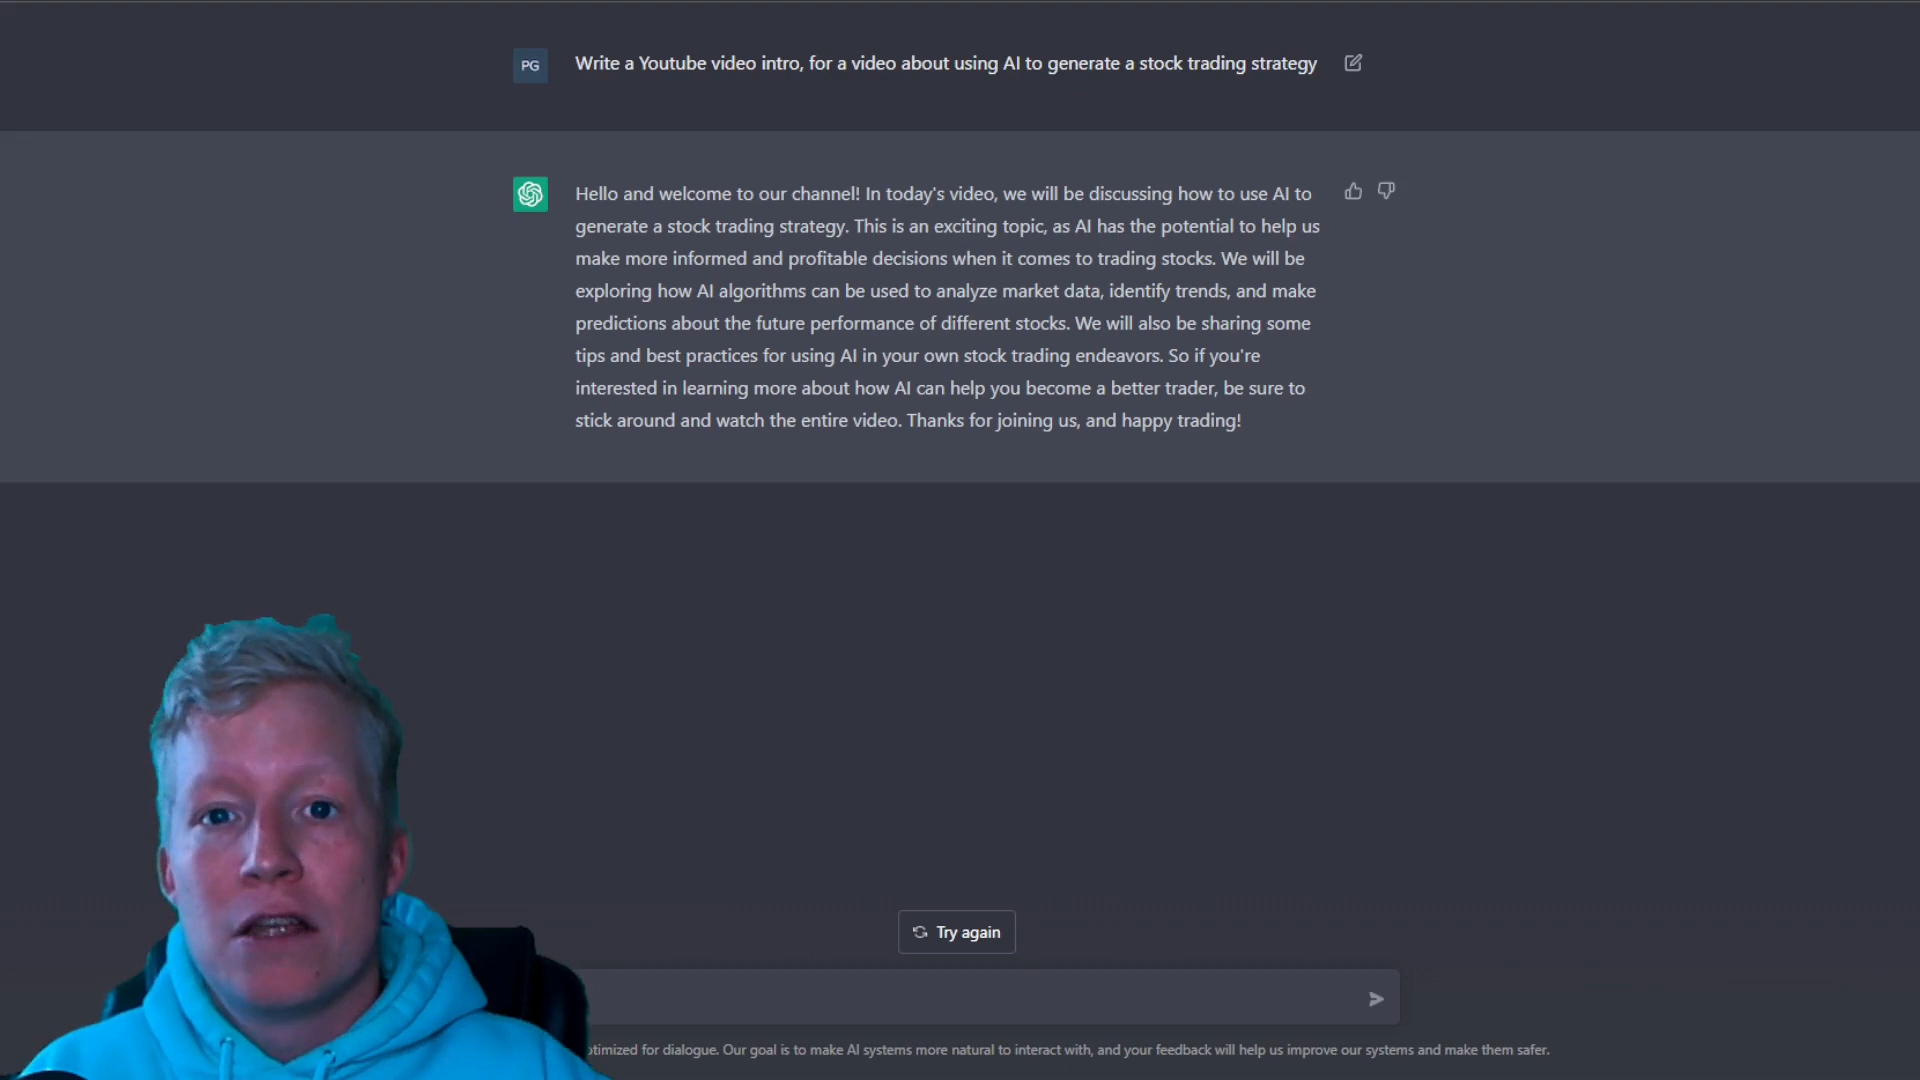 PG
Write a Youtube video intro, for a video about using AI to generate a stock trading strategy
Hello and welcome to our channel! In today's video, we will be discussing how to use AI to
generate a stock trading strategy. This is an exciting topic, as AI has the potential to help us
make more informed and profitable decisions when it comes to trading stocks. We will be
exploring how AI algorithms can be used to analyze market data, identify trends, and make
predictions about the future performance of different stocks. We will also be sharing some
tips and best practices for using AI in your own stock trading endeavors. So if you're
interested in learning more about how AI can help you become a better trader, be sure to
stick around and watch the entire video. Thanks for joining us, and happy trading!
Try again
for dialogue. Our goal is to make AI systems more natural to interact with, and your feedback will help us improve our systems and make them safer.